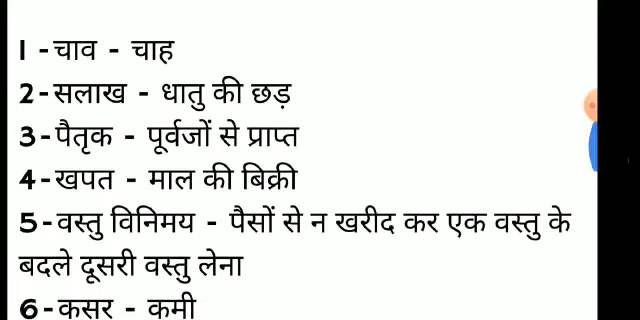 1 - चाव - चाह
2 - सलाख - धातु की छड़
3 - पैतृक - पूर्वजों से प्राप्त
4 - खपत - माल की बिक्री
5 - वस्तु विनिमय - पैसों से न खरीद कर एक वस्तु के
बदले दूसरी वस्तु लेना
6 - कसर - कमी